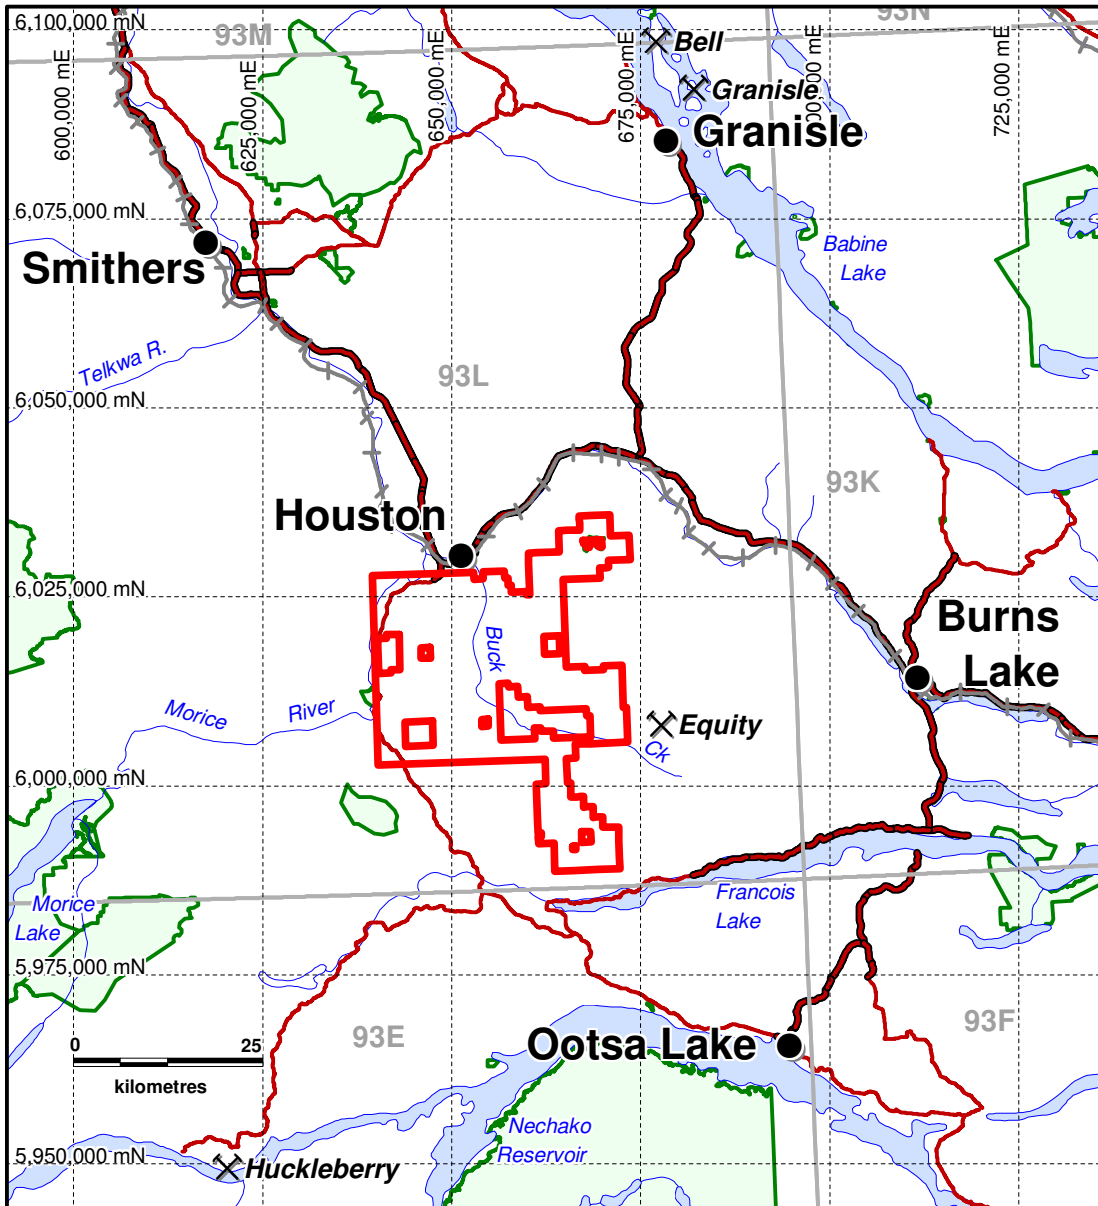 6,100,000 mN
93M
93N
600,000 mE
625,000 mE
650,000 mE
675,000 mE
725,000 mE
Bell
Granisle
Granisle
6,075,000 mN
Smithers
Babine
Lake
Telkwa R.
93L
6,050,000 mN
93K
Houston
6,025,000 mN
Burns
Lake
Buck
Morice
River
Equity
Ck
6,000,000 mN
Morice
Lake
Francois
Lake
5,975,000 mN
93E
93F
0
25
kilometres
Ootsa Lake
Nechako
Reservoir
5,950,000 mN
Huckleberry